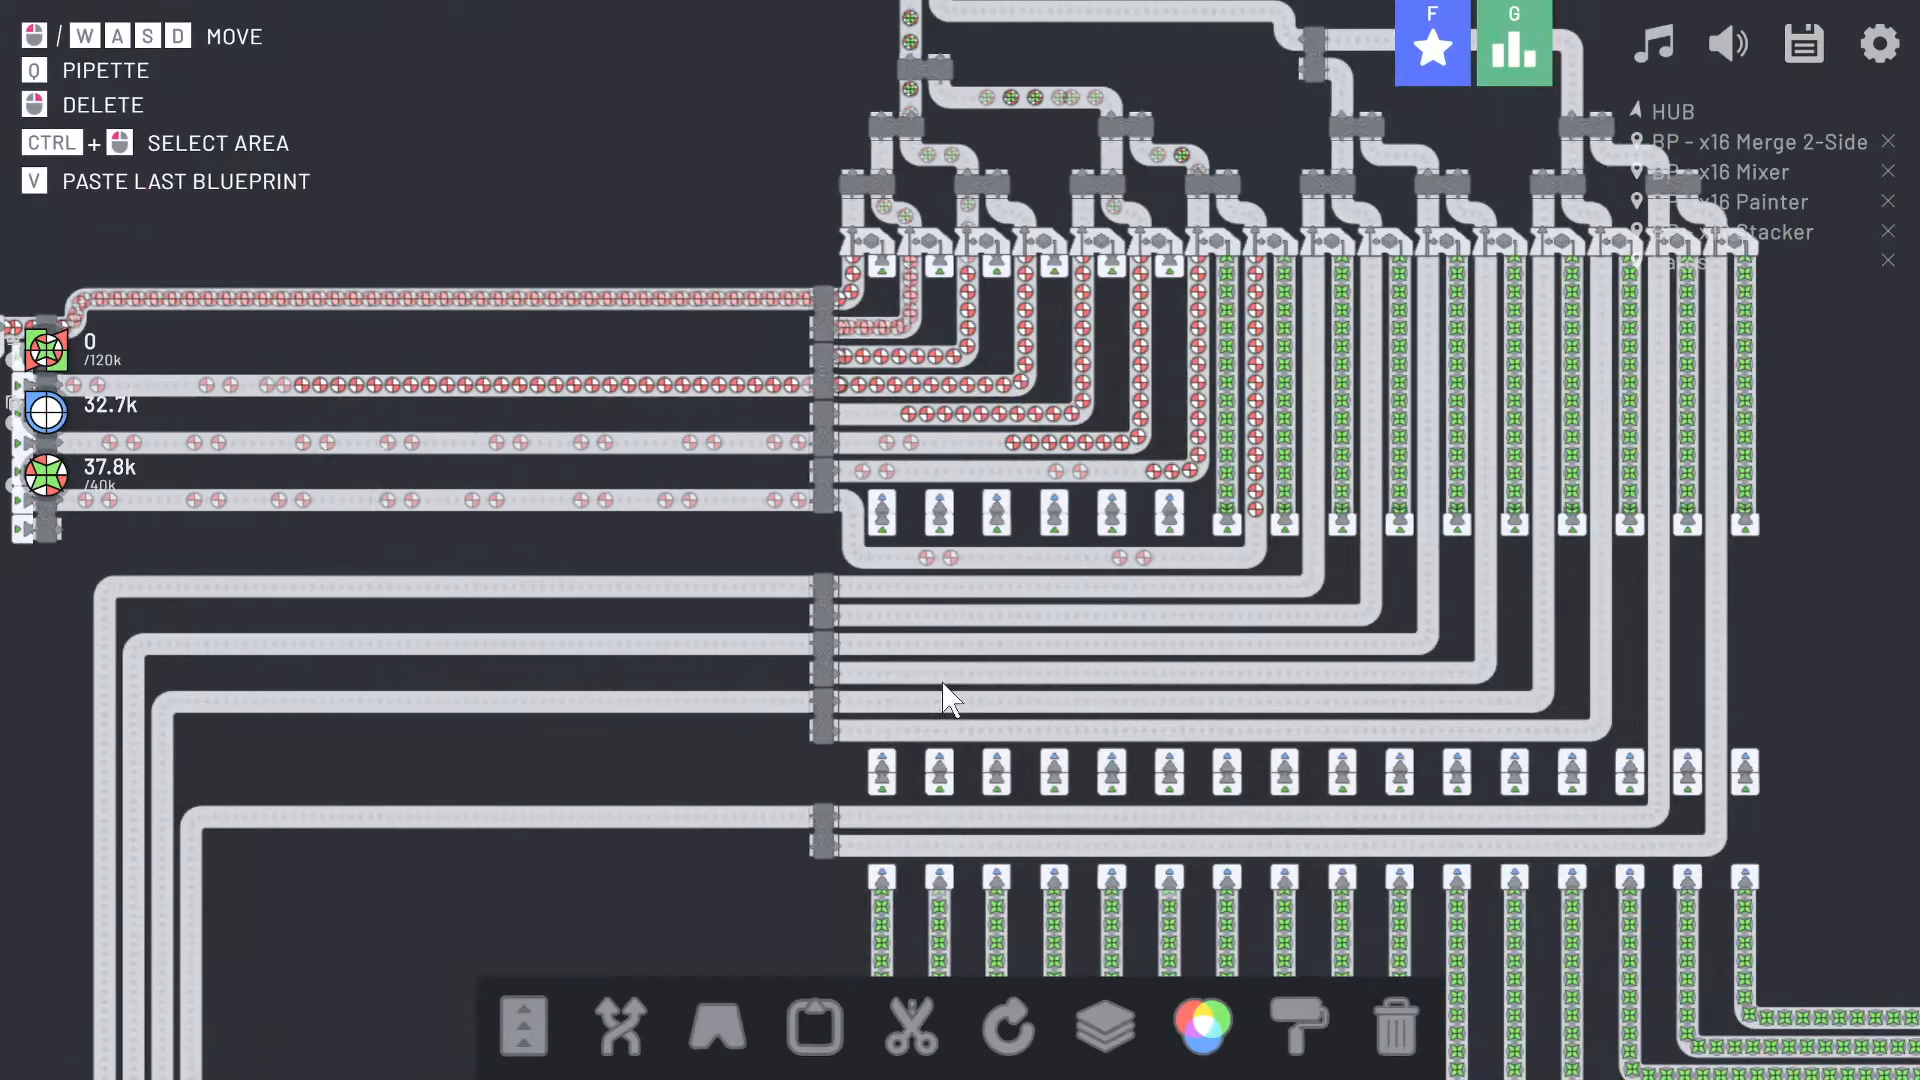 / W A S D MOVE
Q PIPETTE
DELETE
CTRL + SELECT AREA
V PASTE LAST BLUEPRINT
F
G
HUB
BP - x16 Merge 2-Side
BP - x16 Mixer
x16 Painter
Stacker
0
/120k
32.7k
37.8k
/40k